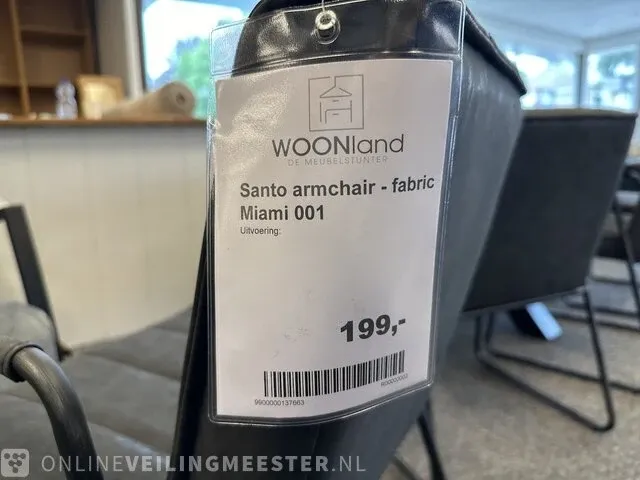 WOONland
DE MEUBELSTUNTER
Santo armchair - fabric
Miami 001
Uitvoering:
199,-
9900000137663
ONLINEVEILINGMEESTER.NL